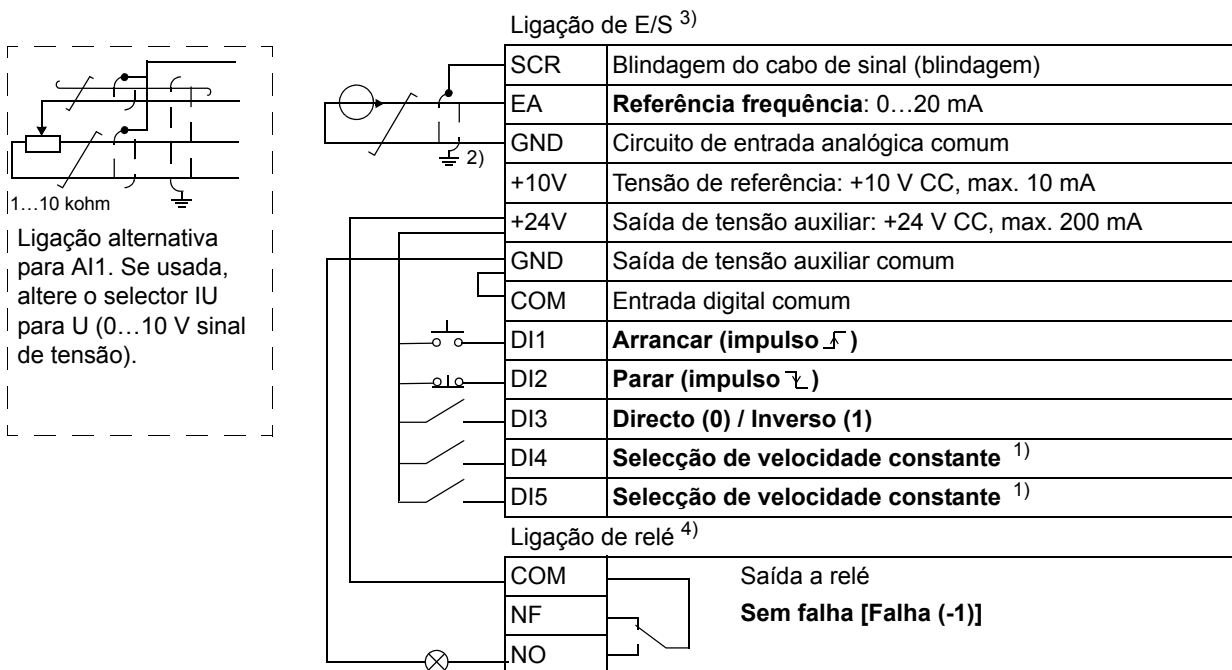 Ligação de E/S 3)
SCR Blindagem do cabo de sinal (blindagem)
EA Referência frequência: 0…20 mA
GND Circuito de entrada analógica comum
2)
+10V Tensão de referência: +10 V CC, max. 10 mA
+24V Saída de tensão auxiliar: +24 V CC, max. 200 mA
GND Saída de tensão auxiliar comum
COM Entrada digital comum
DI1 Arrancar (impulso )
DI2 Parar (impulso )
DI3 Directo (0) / Inverso (1)
DI4 Selecção de velocidade constante 1)
DI5 Selecção de velocidade constante 1)
1…10 kohm
Ligação alternativa
para AI1. Se usada,
altere o selector IU
para U (0…10 V sinal
de tensão).
Ligação de relé 4)
COM Saída a relé
NF Sem falha [Falha (-1)]
NO